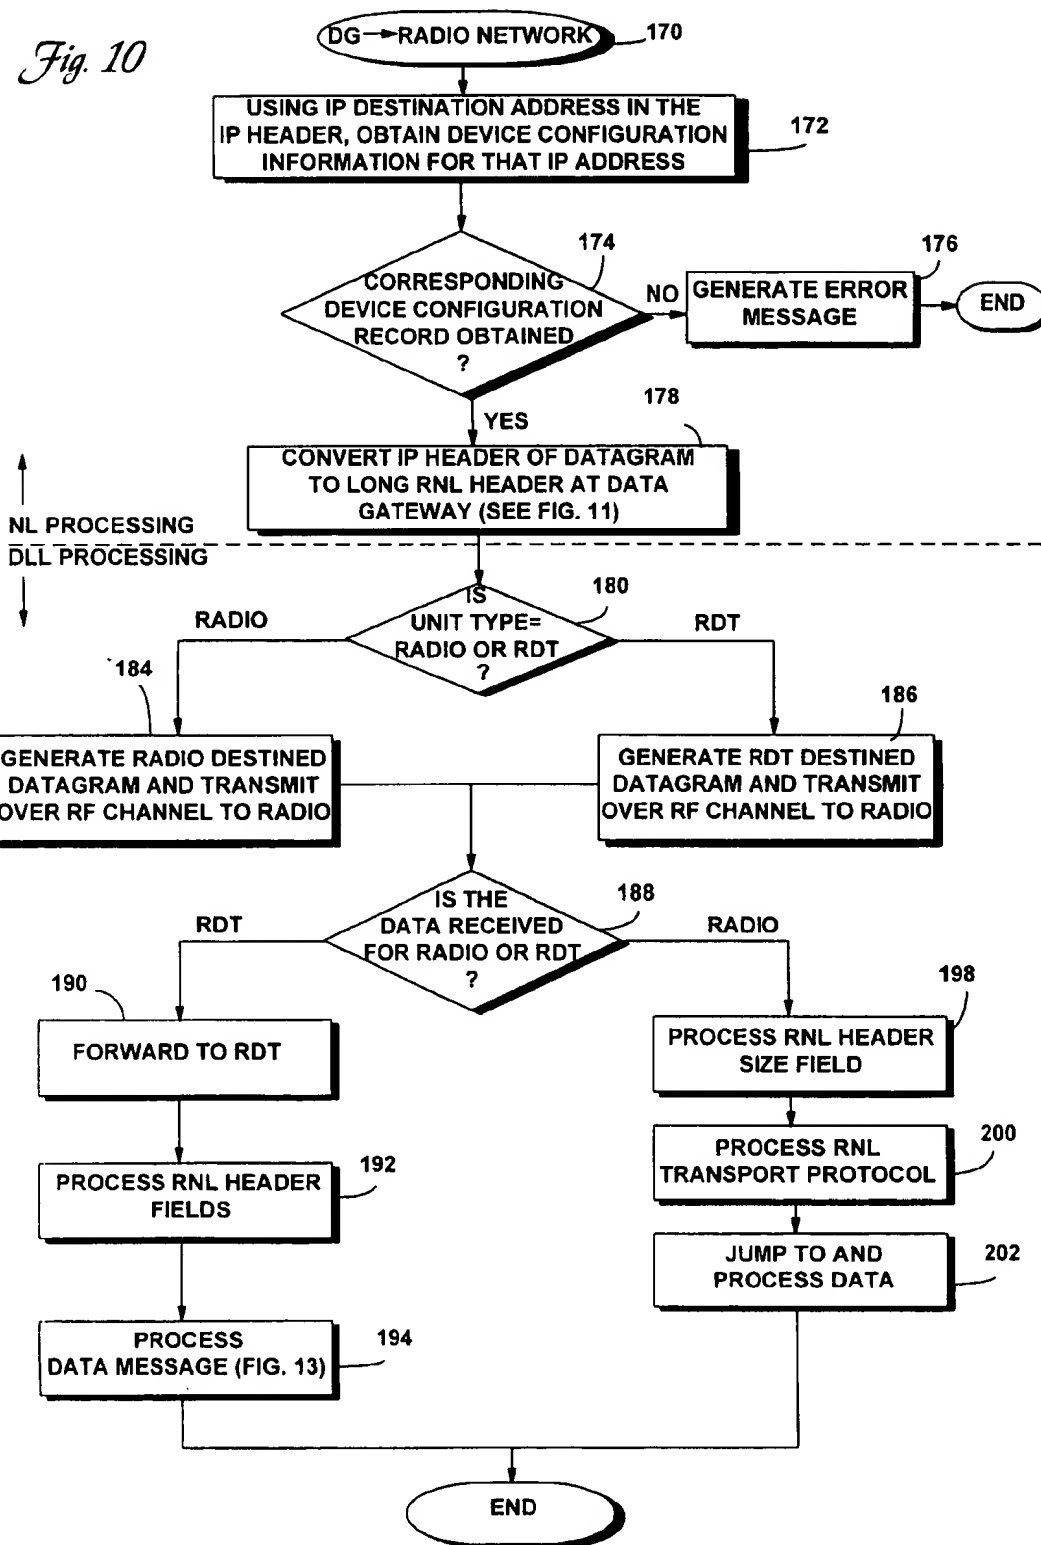 Fig. 10
DG→RADIO NETWORK
170
USING IP DESTINATION ADDRESS IN THE
IP HEADER, OBTAIN DEVICE CONFIGURATION
INFORMATION FOR THAT IP ADDRESS
172
CORRESPONDING
DEVICE CONFIGURATION
RECORD OBTAINED
?
174
NO
GENERATE ERROR
MESSAGE
176
END
YES
178
CONVERT IP HEADER OF DATAGRAM
TO LONG RNL HEADER AT DATA
GATEWAY (SEE FIG. 11)
NL PROCESSING
DLL PROCESSING
IS
UNIT TYPE=
RADIO OR RDT
?
180
RADIO
RDT
184
GENERATE RADIO DESTINED
DATAGRAM AND TRANSMIT
OVER RF CHANNEL TO RADIO
186
GENERATE RDT DESTINED
DATAGRAM AND TRANSMIT
OVER RF CHANNEL TO RADIO
IS THE
DATA RECEIVED
FOR RADIO OR RDT
?
188
RDT
RADIO
190
FORWARD TO RDT
198
PROCESS RNL HEADER
SIZE FIELD
PROCESS RNL HEADER
FIELDS
192
PROCESS RNL
TRANSPORT PROTOCOL
200
JUMP TO AND
PROCESS DATA
202
PROCESS
DATA MESSAGE (FIG. 13)
194
END